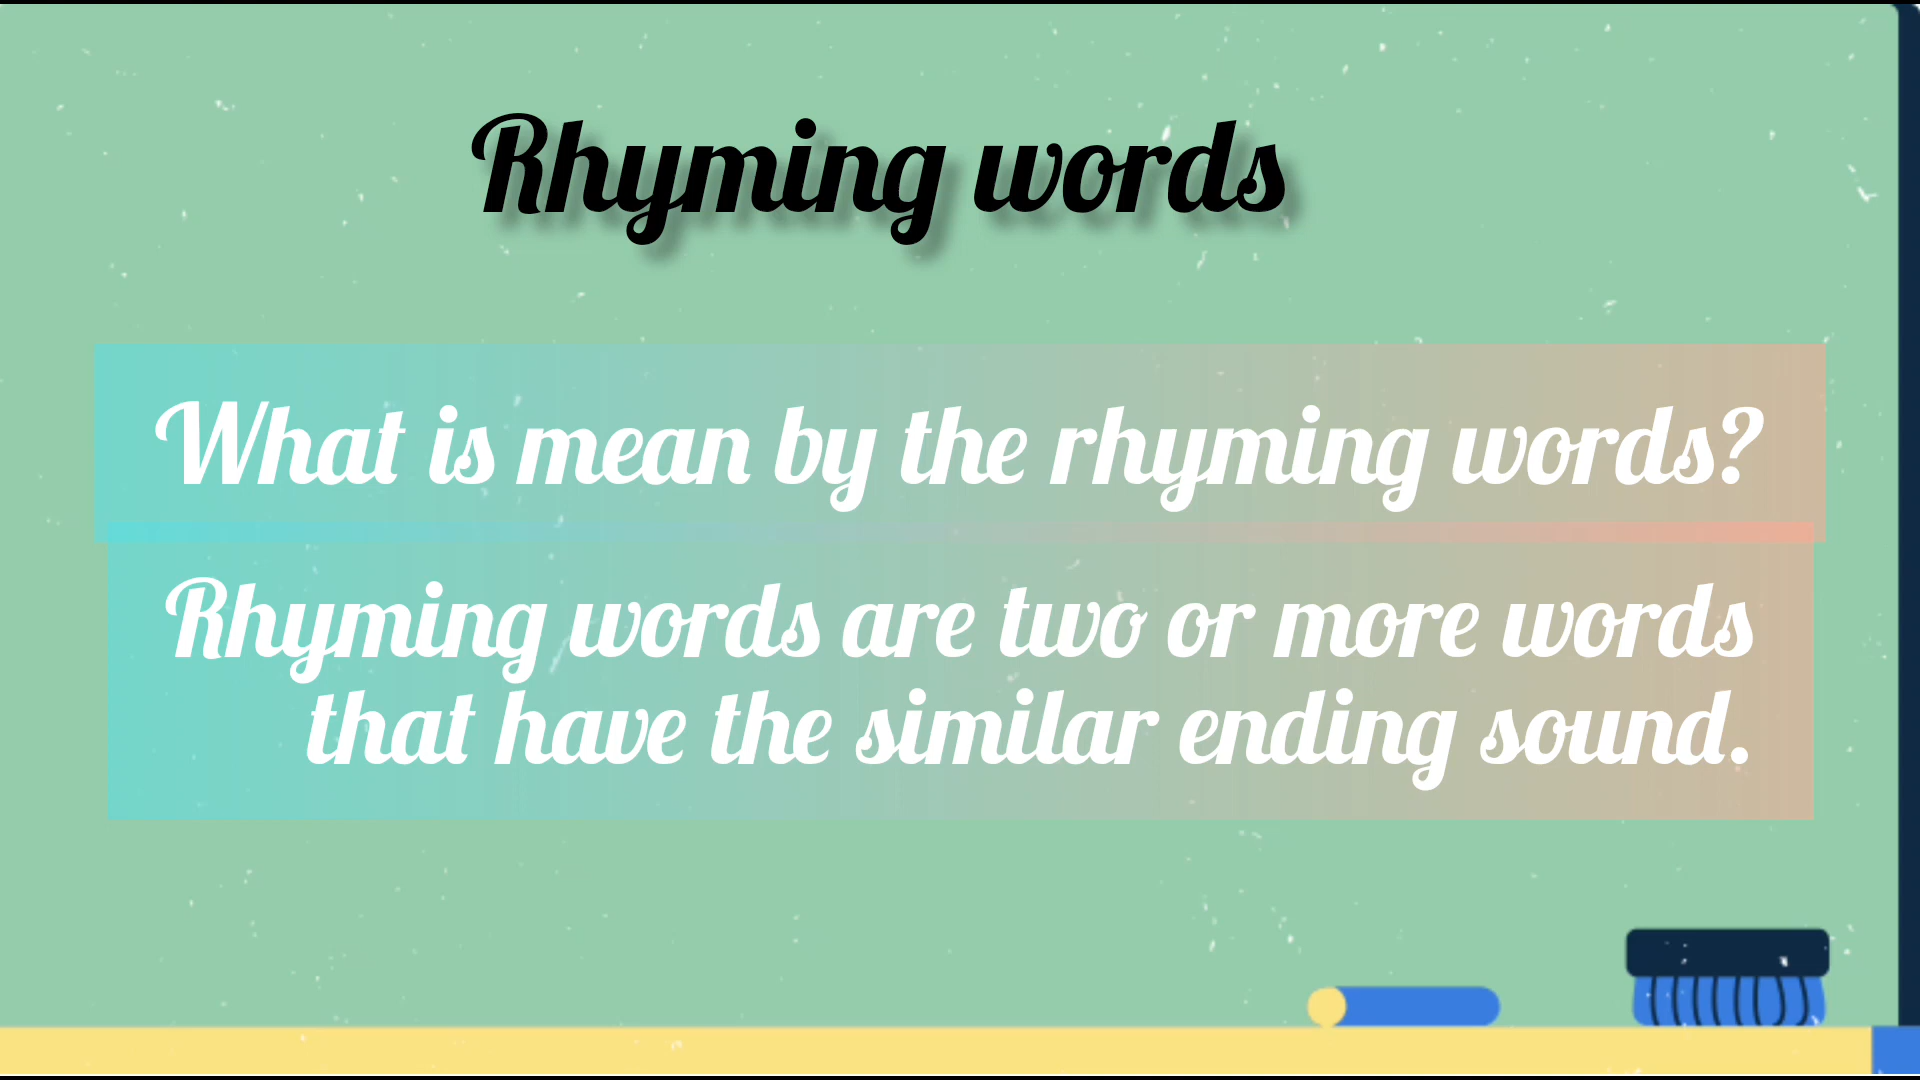 Rhyming words
What is mean by the rhyming words?
Rhyming words are two or more words
that have the similar ending sound.